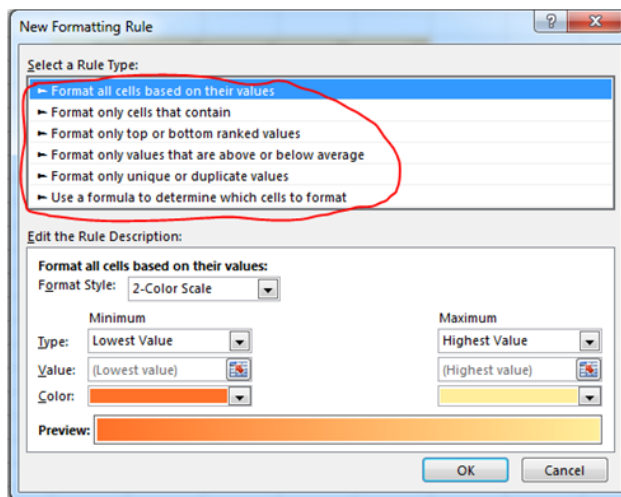 New Formatting Rule
Select a Rule Type:
► Format all cells based on their values
► Format only cells that contain
► Format only top or bottom ranked values
► Format only values that are above or below average
► Format only unique or duplicate values
► Use a formula to determine which cells to format
Edit the Rule Description:
Format all cells based on their values:
Format Style: 2-Color Scale
Minimum Maximum
Type: Lowest Value Highest Value
Value: (Lowest value) (Highest value)
Color:
Preview:
OK Cancel